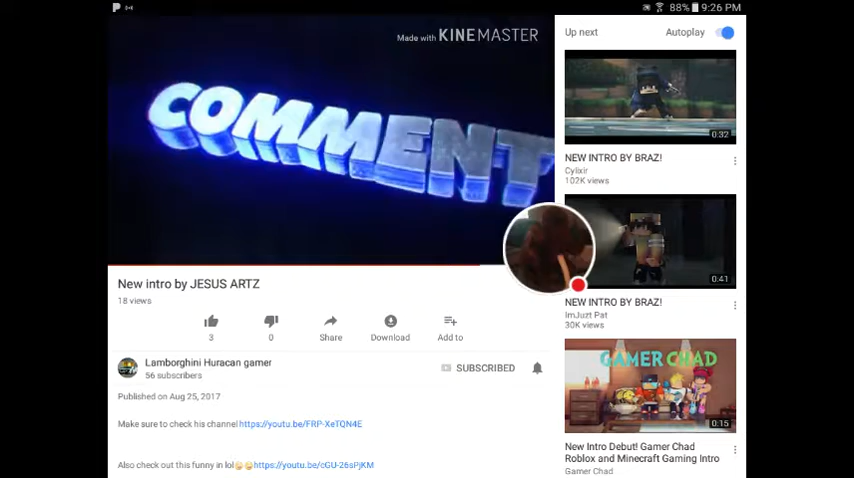 88% 9:26 PM
Made with KINEMASTER
COMMENT
New intro by JESUS ARTZ
18 views
3
0
Share
Download
Add to
Lamborghini Huracan gamer
56 subscribers
SUBSCRIBED
Published on Aug 25, 2017
Make sure to check his channel https://youtu.be/FRP-XeTQN4E
Also check out this funny in lol🤔🤔https://youtu.be/cGU-26sPjKM
Up next
Autoplay
0:32
NEW INTRO BY BRAZ!
Cylixir
102K views
0:41
NEW INTRO BY BRAZ!
ImJuzt Pat
30K views
GAMER CHAD
0:15
New Intro Debut! Gamer Chad
Roblox and Minecraft Gaming Intro
Gamer Chad